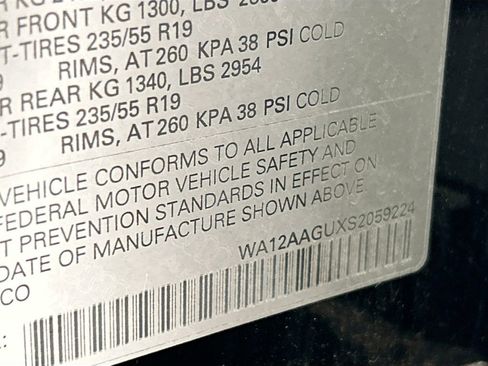 R FRONT KG 1300, LBS
T-TIRES 235/55 R19
9 RIMS, AT 260 KPA 38 PSI COLD
R REAR KG 1340, LBS 2954
T-TIRES 235/55 R19
9 RIMS, AT 260 KPA 38 PSI COLD
VEHICLE CONFORMS TO ALL APPLICABLE
FEDERAL MOTOR VEHICLE SAFETY AND
T PREVENTION STANDARDS IN EFFECT
DATE OF MANUFACTURE SHOWN ABOVE.
WA12AAGUXS2059224
CO